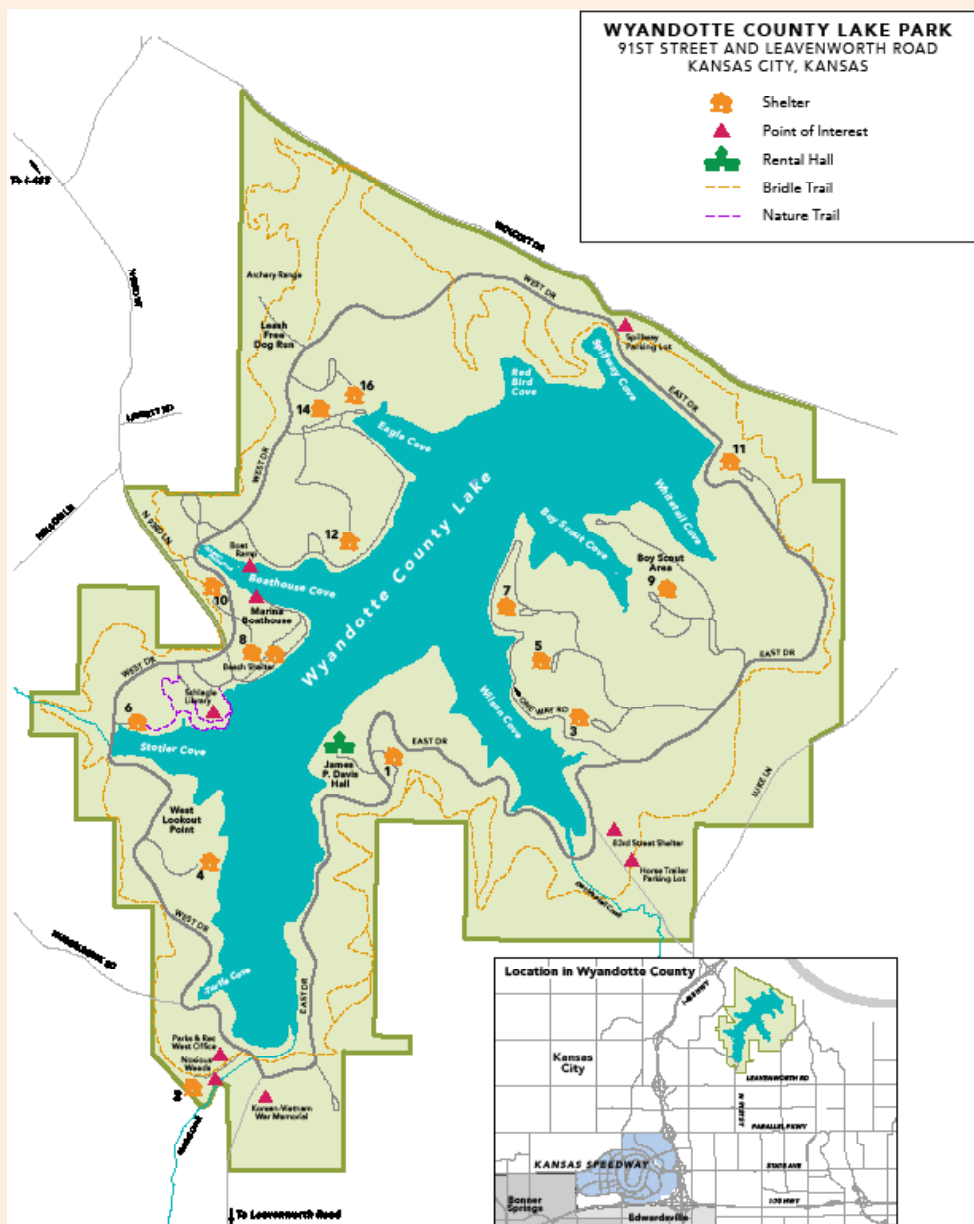 WYANDOTTE COUNTY LAKE PARK
91ST STREET AND LEAVENWORTH ROAD
KANSAS CITY, KANSAS
Shelter
Point of Interest
Rental Hall
Bridle Trail
Nature Trail
WOLCOTT DR
WEST DR
Archery Range
Leash
Free
Dog Run
Spillway
Parking Lot
Spillway Cove
Red
Bird
Cove
EAST DR
16
14
Eagle Cove
11
WEST DR
Whitetail Cove
N 93RD LN
Wyandotte County Lake
12
Boy Scout Cove
Boat
Ramp
Boathouse Cove
Boy Scout
Area
9
10
Marina
Boathouse
7
8
Beach Shelter
5
EAST DR
WEST DR
Schlagle
Library
6
ONE WAY RD
3
Wilson Cove
Stotler Cove
EAST DR
1
James
P. Davis
Hall
West
Lookout
Point
83rd Street Shelter
4
Horse Trailer
Parking Lot
WEST DR
Turtle Cove
EAST DR
Parks & Rec
West Office
Noxious
Weeds
Korean-Vietnam
War Memorial
To Leavenworth Road
Location in Wyandotte County
Kansas
City
LEAVENWORTH RD
PARALLEL PKWY
KANSAS SPEEDWAY
STATE AVE
Bonner
Springs
Edwardsville